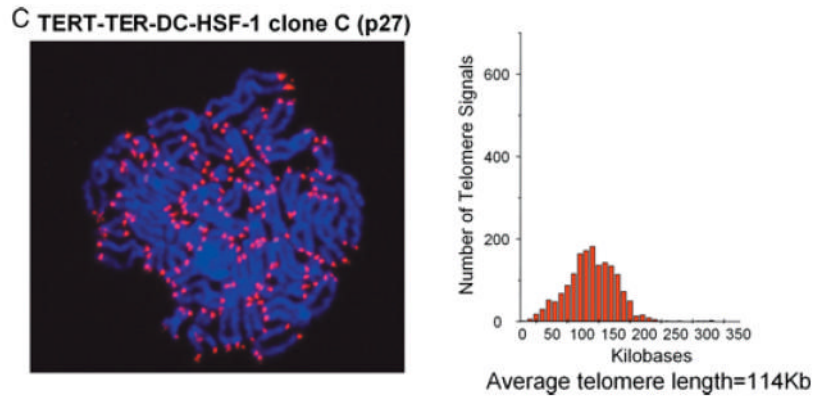 C TERT-TER-DC-HSF-1 clone C (p27)
Number of Telomere Signals
600
400
200
0
0 50 100 150 200 250 300 350
Kilobases
Average telomere length=114Kb